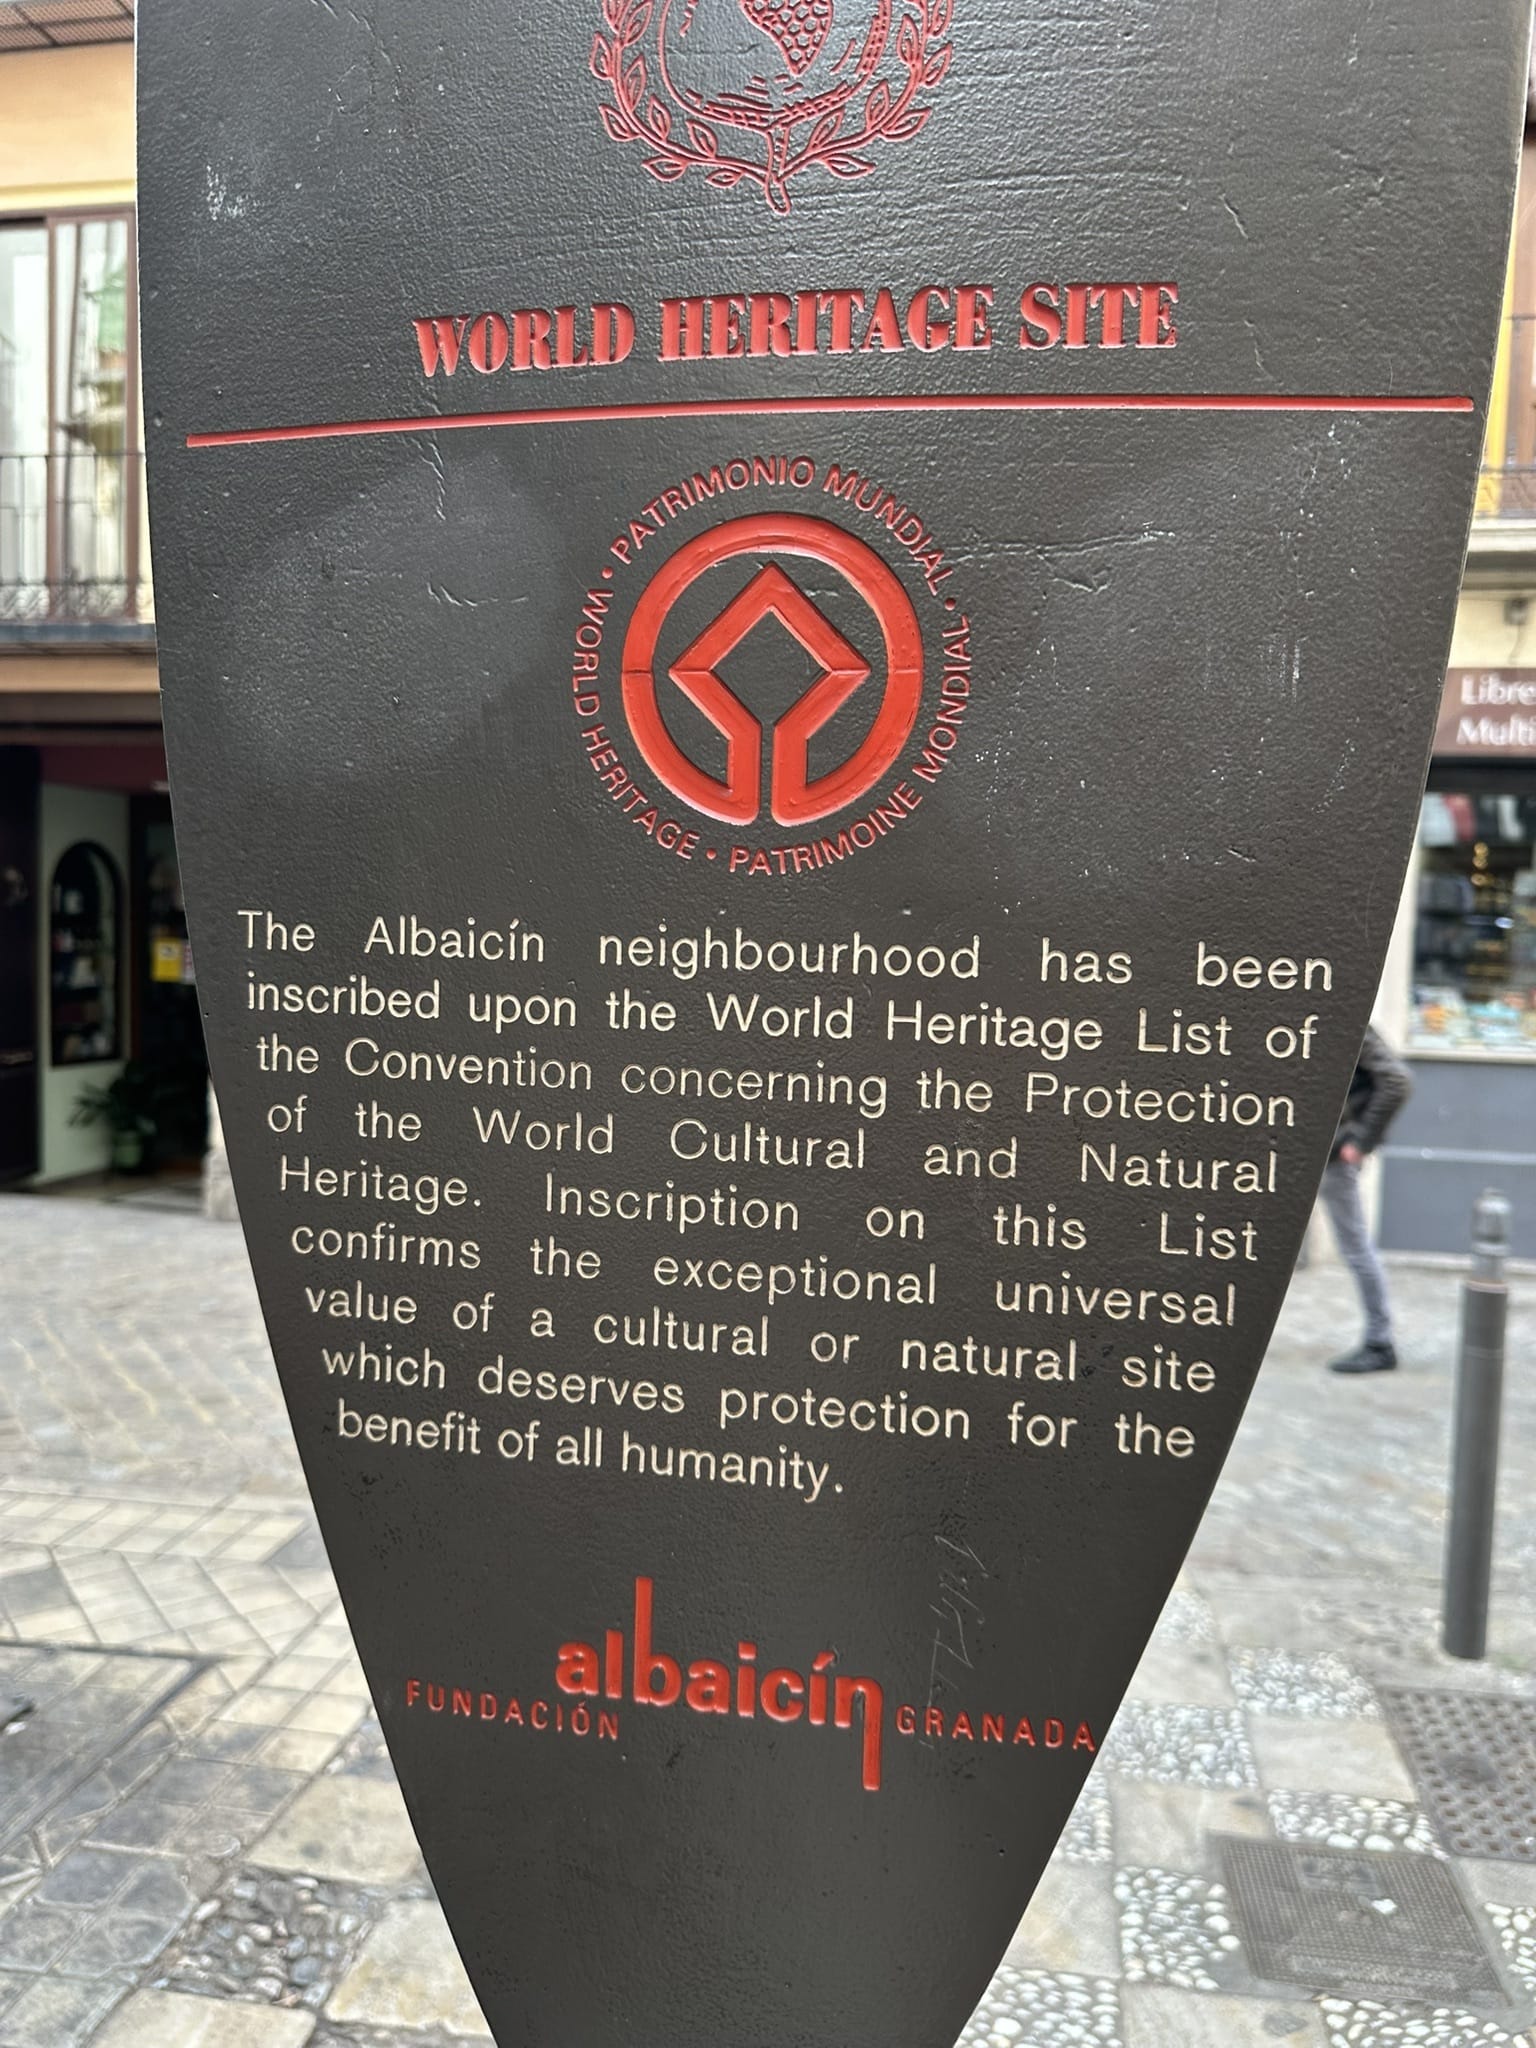 WORLD HERITAGE SITE
PATRIMONIO MUNDIAL • WORLD HERITAGE • PATRIMOINE MONDIAL •
The Albaicín neighbourhood has been
inscribed upon the World Heritage List of
the Convention concerning the Protection
of the World Cultural and Natural
Heritage. Inscription on this List
confirms the exceptional universal
value of a cultural or natural site
which deserves protection for the
benefit of all humanity.
FUNDACIÓN albaicín GRANADA